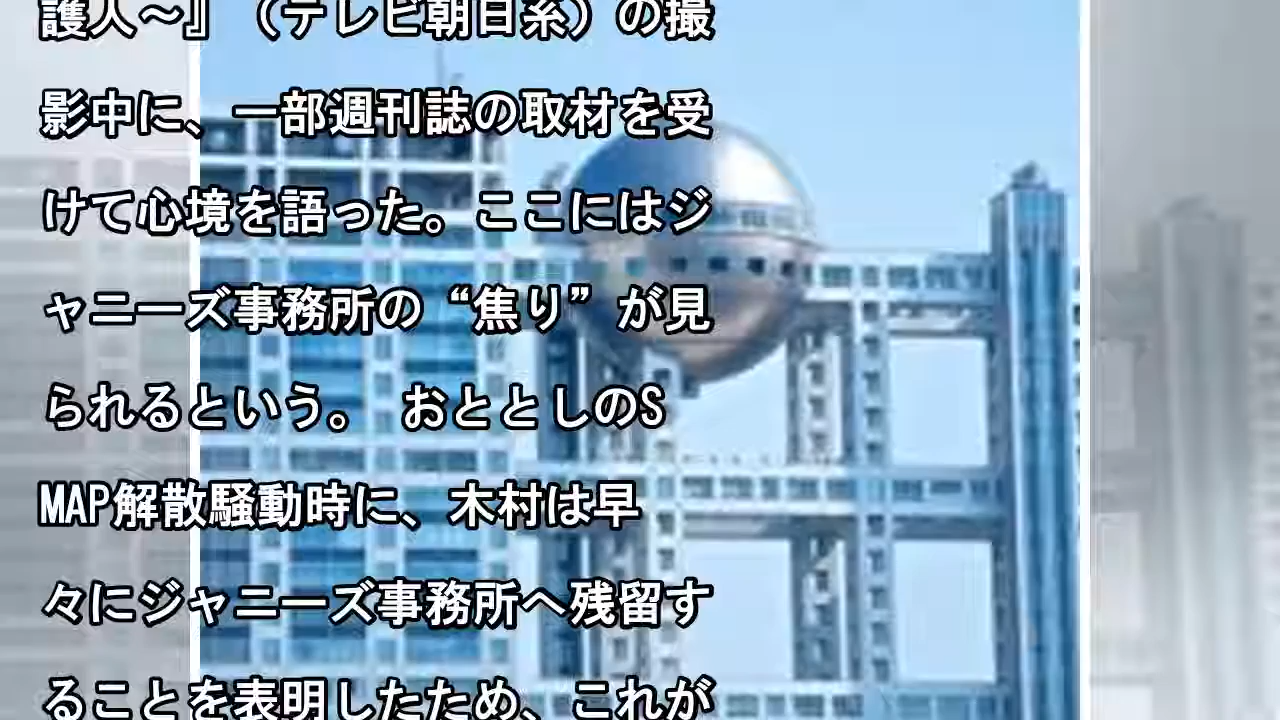 護人～』（テレビ朝日系）の撮
影中に、一部週刊誌の取材を受
けて心境を語った。ここにはジ
ャニーズ事務所の“焦り”が見
られるという。　おととしのS
MAP解散騒動時に、木村は早
々にジャニーズ事務所へ残留す
ることを表明したため、これが